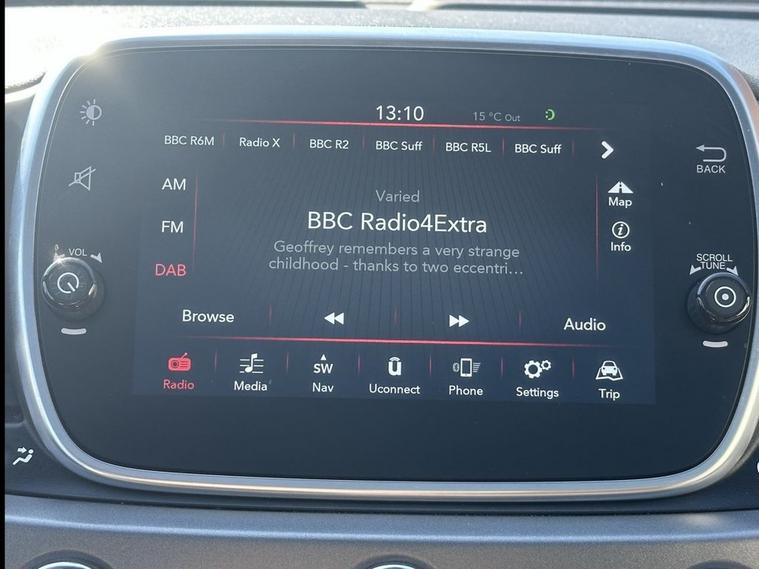 13:10 15 °C Out
BBC R6M Radio X BBC R2 BBC Suff BBC R5L BBC Suff
BACK
AM
Varied
Map
FM
BBC Radio4Extra
Info
DAB
Geoffrey remembers a very strange
childhood - thanks to two eccentri...
VOL
SCROLL
TUNE
Browse
Audio
Radio Media Nav Uconnect Phone Settings Trip
SW